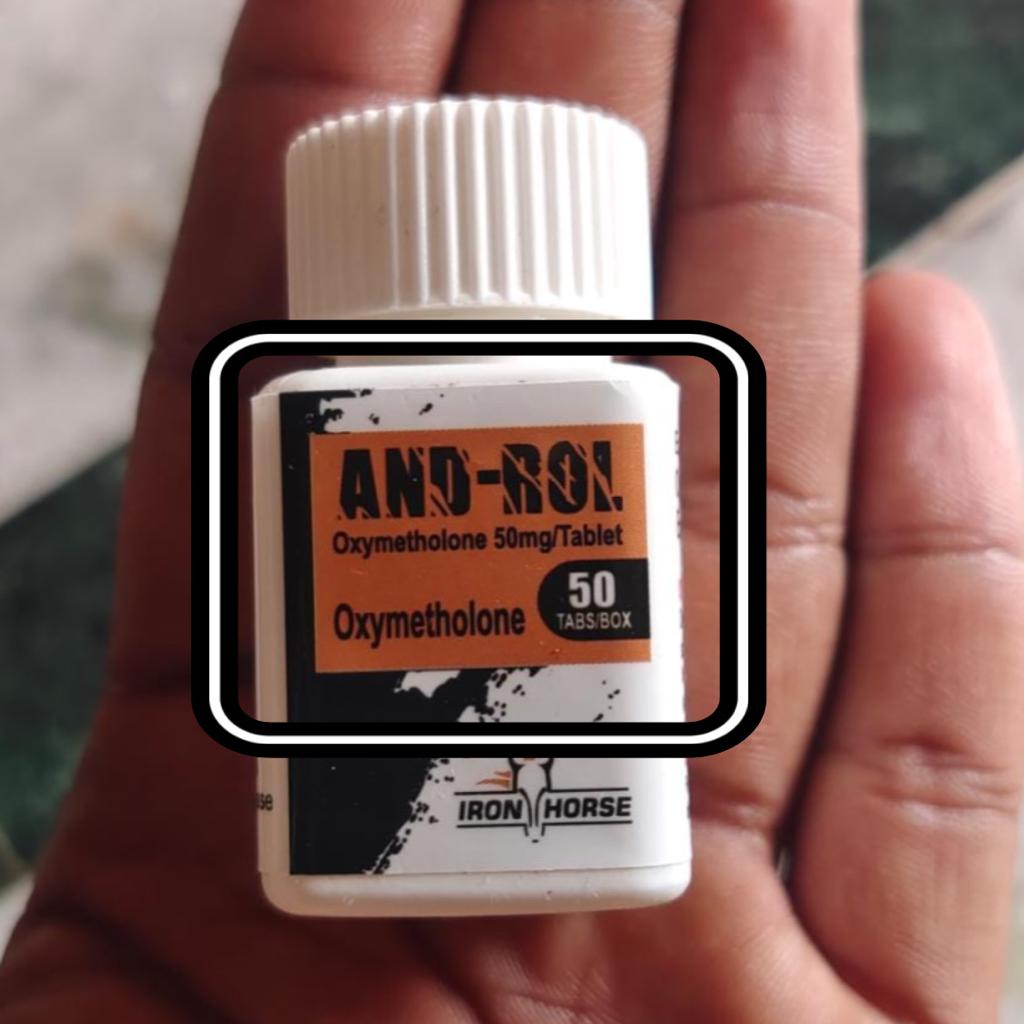 AND-ROL
Oxymetholone 50mg/Tablet
50
TABS/BOX
Oxymetholone
IRON HORSE